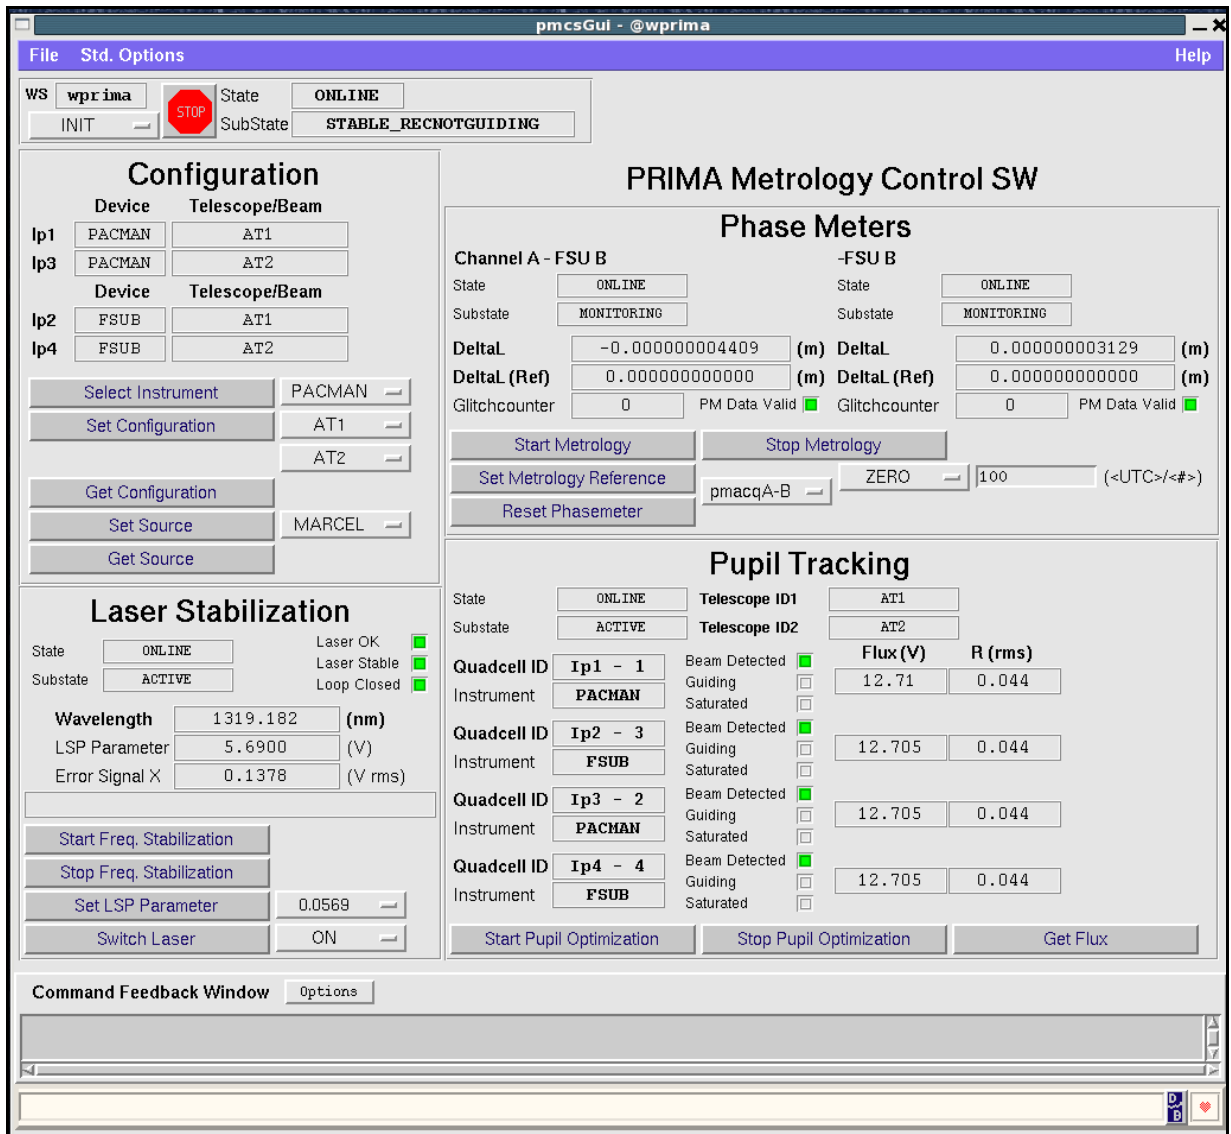 pmcsGui - @wprima
File Std. Options Help
WS wprima STOP State ONLINE
INIT SubState STABLE_RECNOTGUIDING
Configuration
Device Telescope/Beam
Ip1 PACMAN AT1
Ip3 PACMAN AT2
Device Telescope/Beam
Ip2 FSUB AT1
Ip4 FSUB AT2
Select Instrument PACMAN
Set Configuration AT1
AT2
Get Configuration
Set Source MARCEL
Get Source
Laser Stabilization
State ONLINE
Substate ACTIVE
Laser OK
Laser Stable
Loop Closed
Wavelength 1319.182 (nm)
LSP Parameter 5.6900 (V)
Error Signal X 0.1378 (V rms)
Start Freq. Stabilization
Stop Freq. Stabilization
Set LSP Parameter 0.0569
Switch Laser ON
PRIMA Metrology Control SW
Phase Meters
Channel A - FSU B -FSU B
State ONLINE State ONLINE
Substate MONITORING Substate MONITORING
DeltaL -0.000000004409 (m) DeltaL 0.000000003129 (m)
DeltaL (Ref) 0.000000000000 (m) DeltaL (Ref) 0.000000000000 (m)
Glitchcounter 0 PM Data Valid Glitchcounter 0 PM Data Valid
Start Metrology Stop Metrology
Set Metrology Reference pmacqA-B ZERO 100 (<UTC>/<#>)
Reset Phasemeter
Pupil Tracking
State ONLINE Telescope ID1 AT1
Substate ACTIVE Telescope ID2 AT2
Flux (V) R (rms)
Quadcell ID Ip1 - 1 Beam Detected
Guiding 12.71 0.044
Instrument PACMAN Saturated
Quadcell ID Ip2 - 3 Beam Detected
Guiding 12.705 0.044
Instrument FSUB Saturated
Quadcell ID Ip3 - 2 Beam Detected
Guiding 12.705 0.044
Instrument PACMAN Saturated
Quadcell ID Ip4 - 4 Beam Detected
Guiding 12.705 0.044
Instrument FSUB Saturated
Start Pupil Optimization Stop Pupil Optimization Get Flux
Command Feedback Window Options
D B